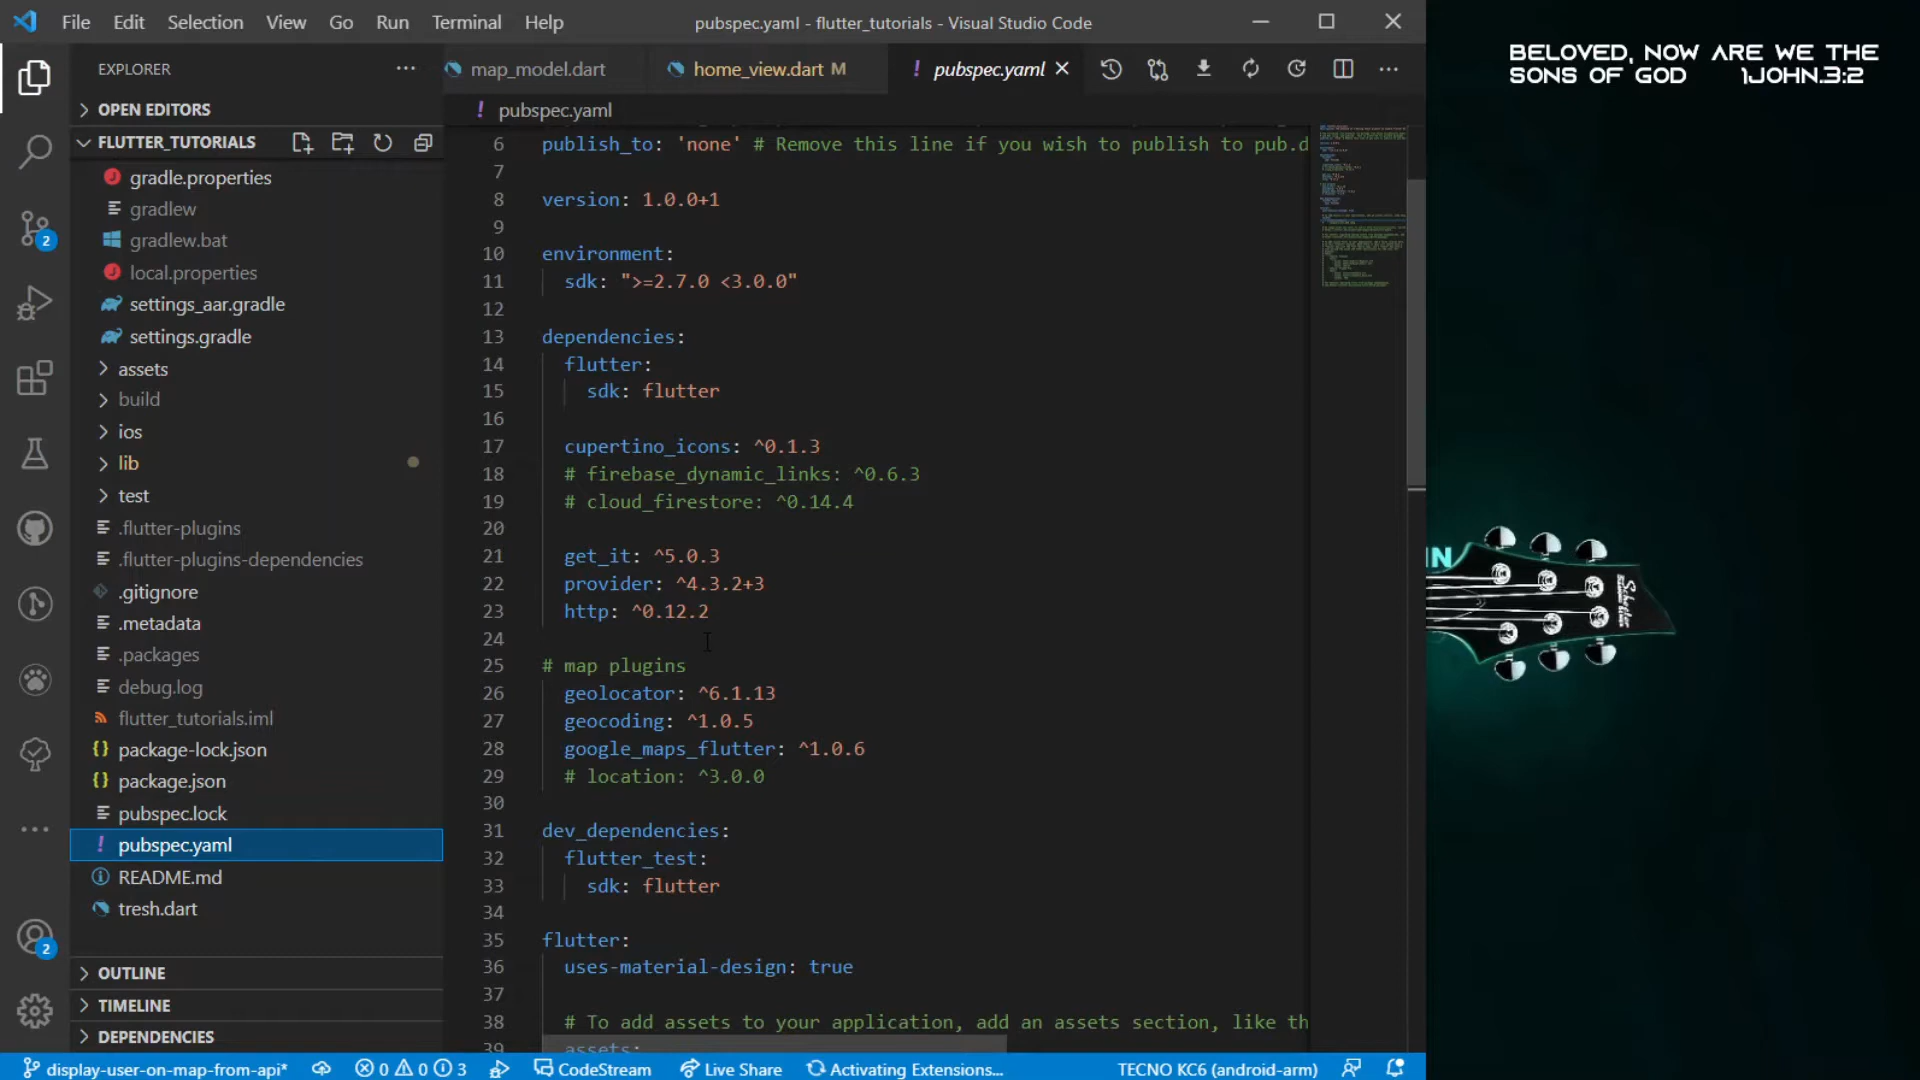 File Edit Selection View Go Run Terminal Help
pubspec.yaml - flutter_tutorials - Visual Studio Code
BELOVED, NOW ARE WE THE
SONS OF GOD 1JOHN.3:2
EXPLORER
OPEN EDITORS
FLUTTER_TUTORIALS
gradle.properties
gradlew
gradlew.bat
local.properties
settings_aar.gradle
settings.gradle
assets
build
ios
lib
test
.flutter-plugins
.flutter-plugins-dependencies
.gitignore
.metadata
.packages
debug.log
flutter_tutorials.iml
package-lock.json
package.json
pubspec.lock
! pubspec.yaml
README.md
tresh.dart
OUTLINE
TIMELINE
DEPENDENCIES
2
2
map_model.dart
home_view.dart M
! pubspec.yaml
! pubspec.yaml
6 publish_to: 'none' # Remove this line if you wish to publish to pub.d
7
8 version: 1.0.0+1
9
10 environment:
11 sdk: ">=2.7.0 <3.0.0"
12
13 dependencies:
14 flutter:
15 sdk: flutter
16
17 cupertino_icons: ^0.1.3
18 # firebase_dynamic_links: ^0.6.3
19 # cloud_firestore: ^0.14.4
20
21 get_it: ^5.0.3
22 provider: ^4.3.2+3
23 http: ^0.12.2
24
25 # map plugins
26 geolocator: ^6.1.13
27 geocoding: ^1.0.5
28 google_maps_flutter: ^1.0.6
29 # location: ^3.0.0
30
31 dev_dependencies:
32 flutter_test:
33 sdk: flutter
34
35 flutter:
36 uses-material-design: true
37
38 # To add assets to your application, add an assets section, like th
39 assets:
IN
Schecter
display-user-on-map-from-api* 0 0 3 CodeStream Live Share Activating Extensions... TECNO KC6 (android-arm)